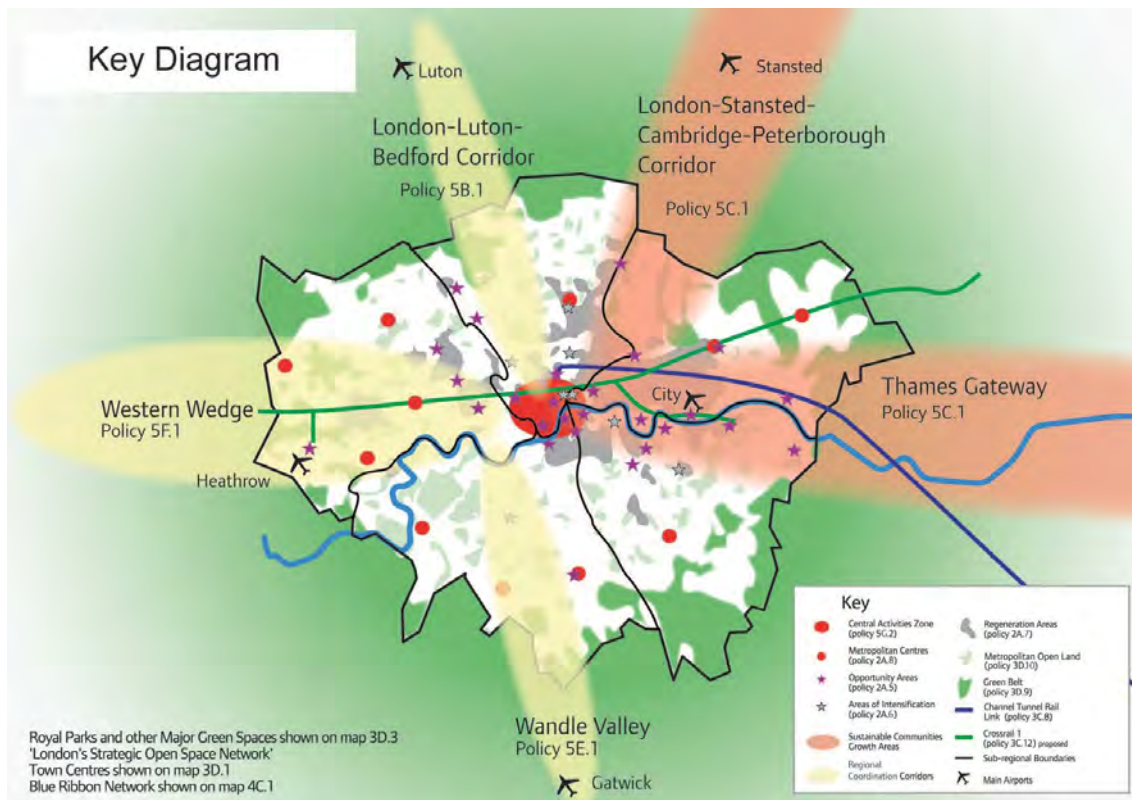 Key Diagram
Luton
Stansted
London-Luton-
Bedford Corridor
Policy 5B.1
London-Stansted-
Cambridge-Peterborough
Corridor
Policy 5C.1
City
Thames Gateway
Policy 5C.1
Western Wedge
Policy 5F.1
Heathrow
Wandle Valley
Policy 5E.1
Gatwick
Royal Parks and other Major Green Spaces shown on map 3D.3
'London's Strategic Open Space Network'
Town Centres shown on map 3D.1
Blue Ribbon Network shown on map 4C.1
Key
Central Activities Zone
(policy 5G.2)
Metropolitan Centres
(policy 2A.8)
Opportunity Areas
(policy 2A.5)
Areas of Intensification
(policy 2A.6)
Sustainable Communities
Growth Areas
Regional
Coordination Corridors
Regeneration Areas
(policy 2A.7)
Metropolitan Open Land
(policy 3D.10)
Green Belt
(policy 3D.9)
Channel Tunnel Rail
Link (policy 3C.8)
Crossrail 1
(policy 3C.12) proposed
Sub-regional Boundaries
Main Airports